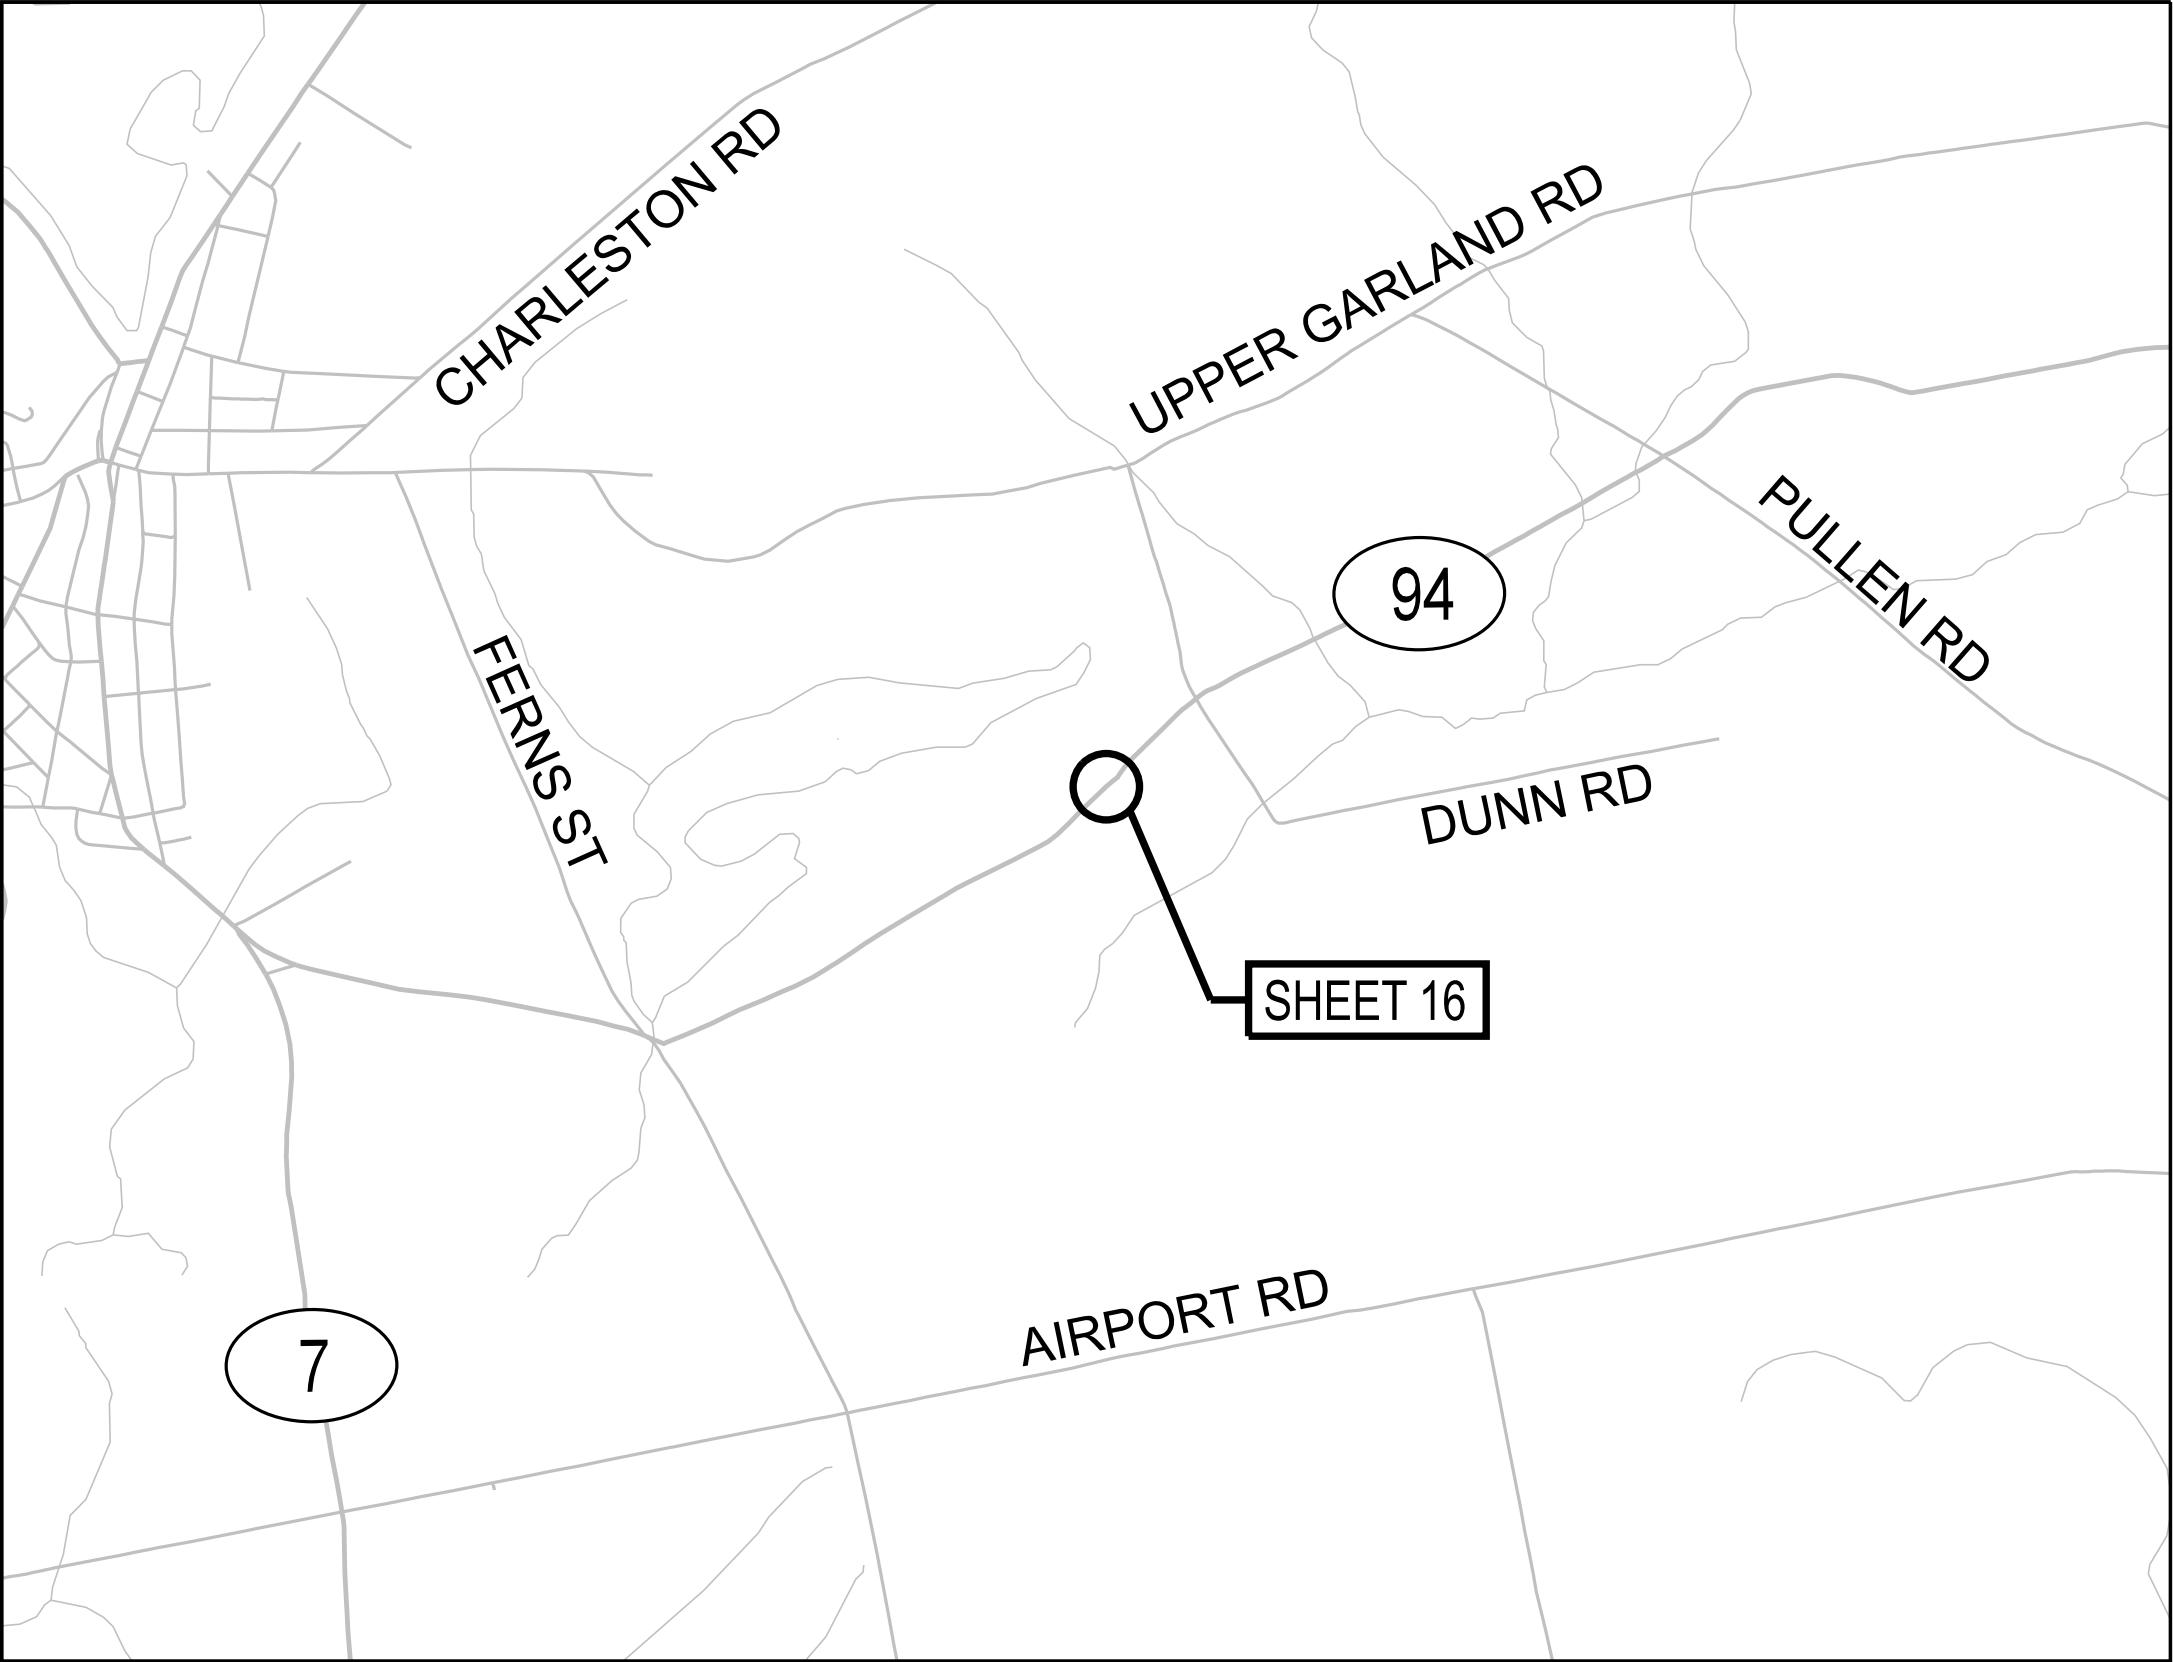 CHARLESTON RD
UPPER GARLAND RD
94
PULLEN RD
FERNS ST
DUNN RD
SHEET 16
AIRPORT RD
7